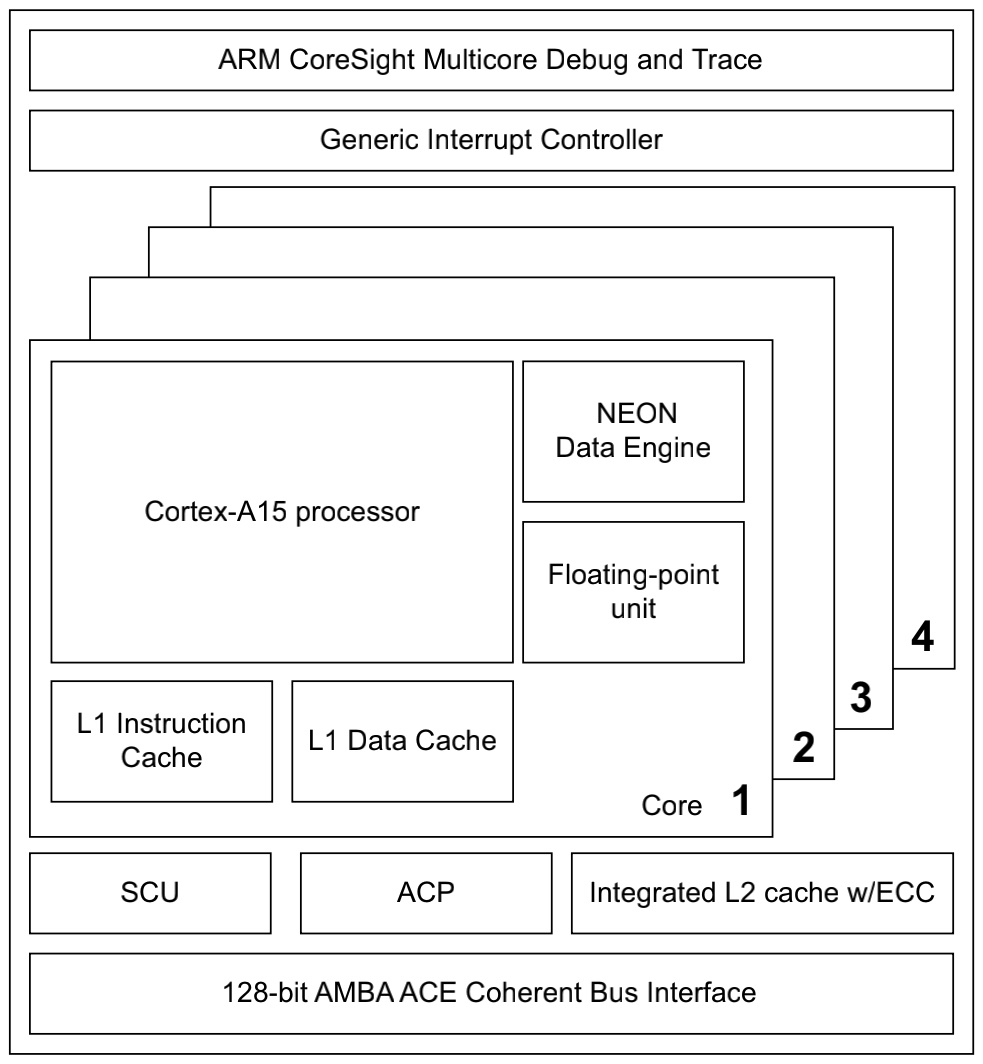 ARM CoreSight Multicore Debug and Trace
Generic Interrupt Controller
Cortex-A15 processor
NEON
Data Engine
Floating-point
unit
4
3
2
L1 Instruction
Cache
L1 Data Cache
Core 1
SCU
ACP
Integrated L2 cache w/ECC
128-bit AMBA ACE Coherent Bus Interface